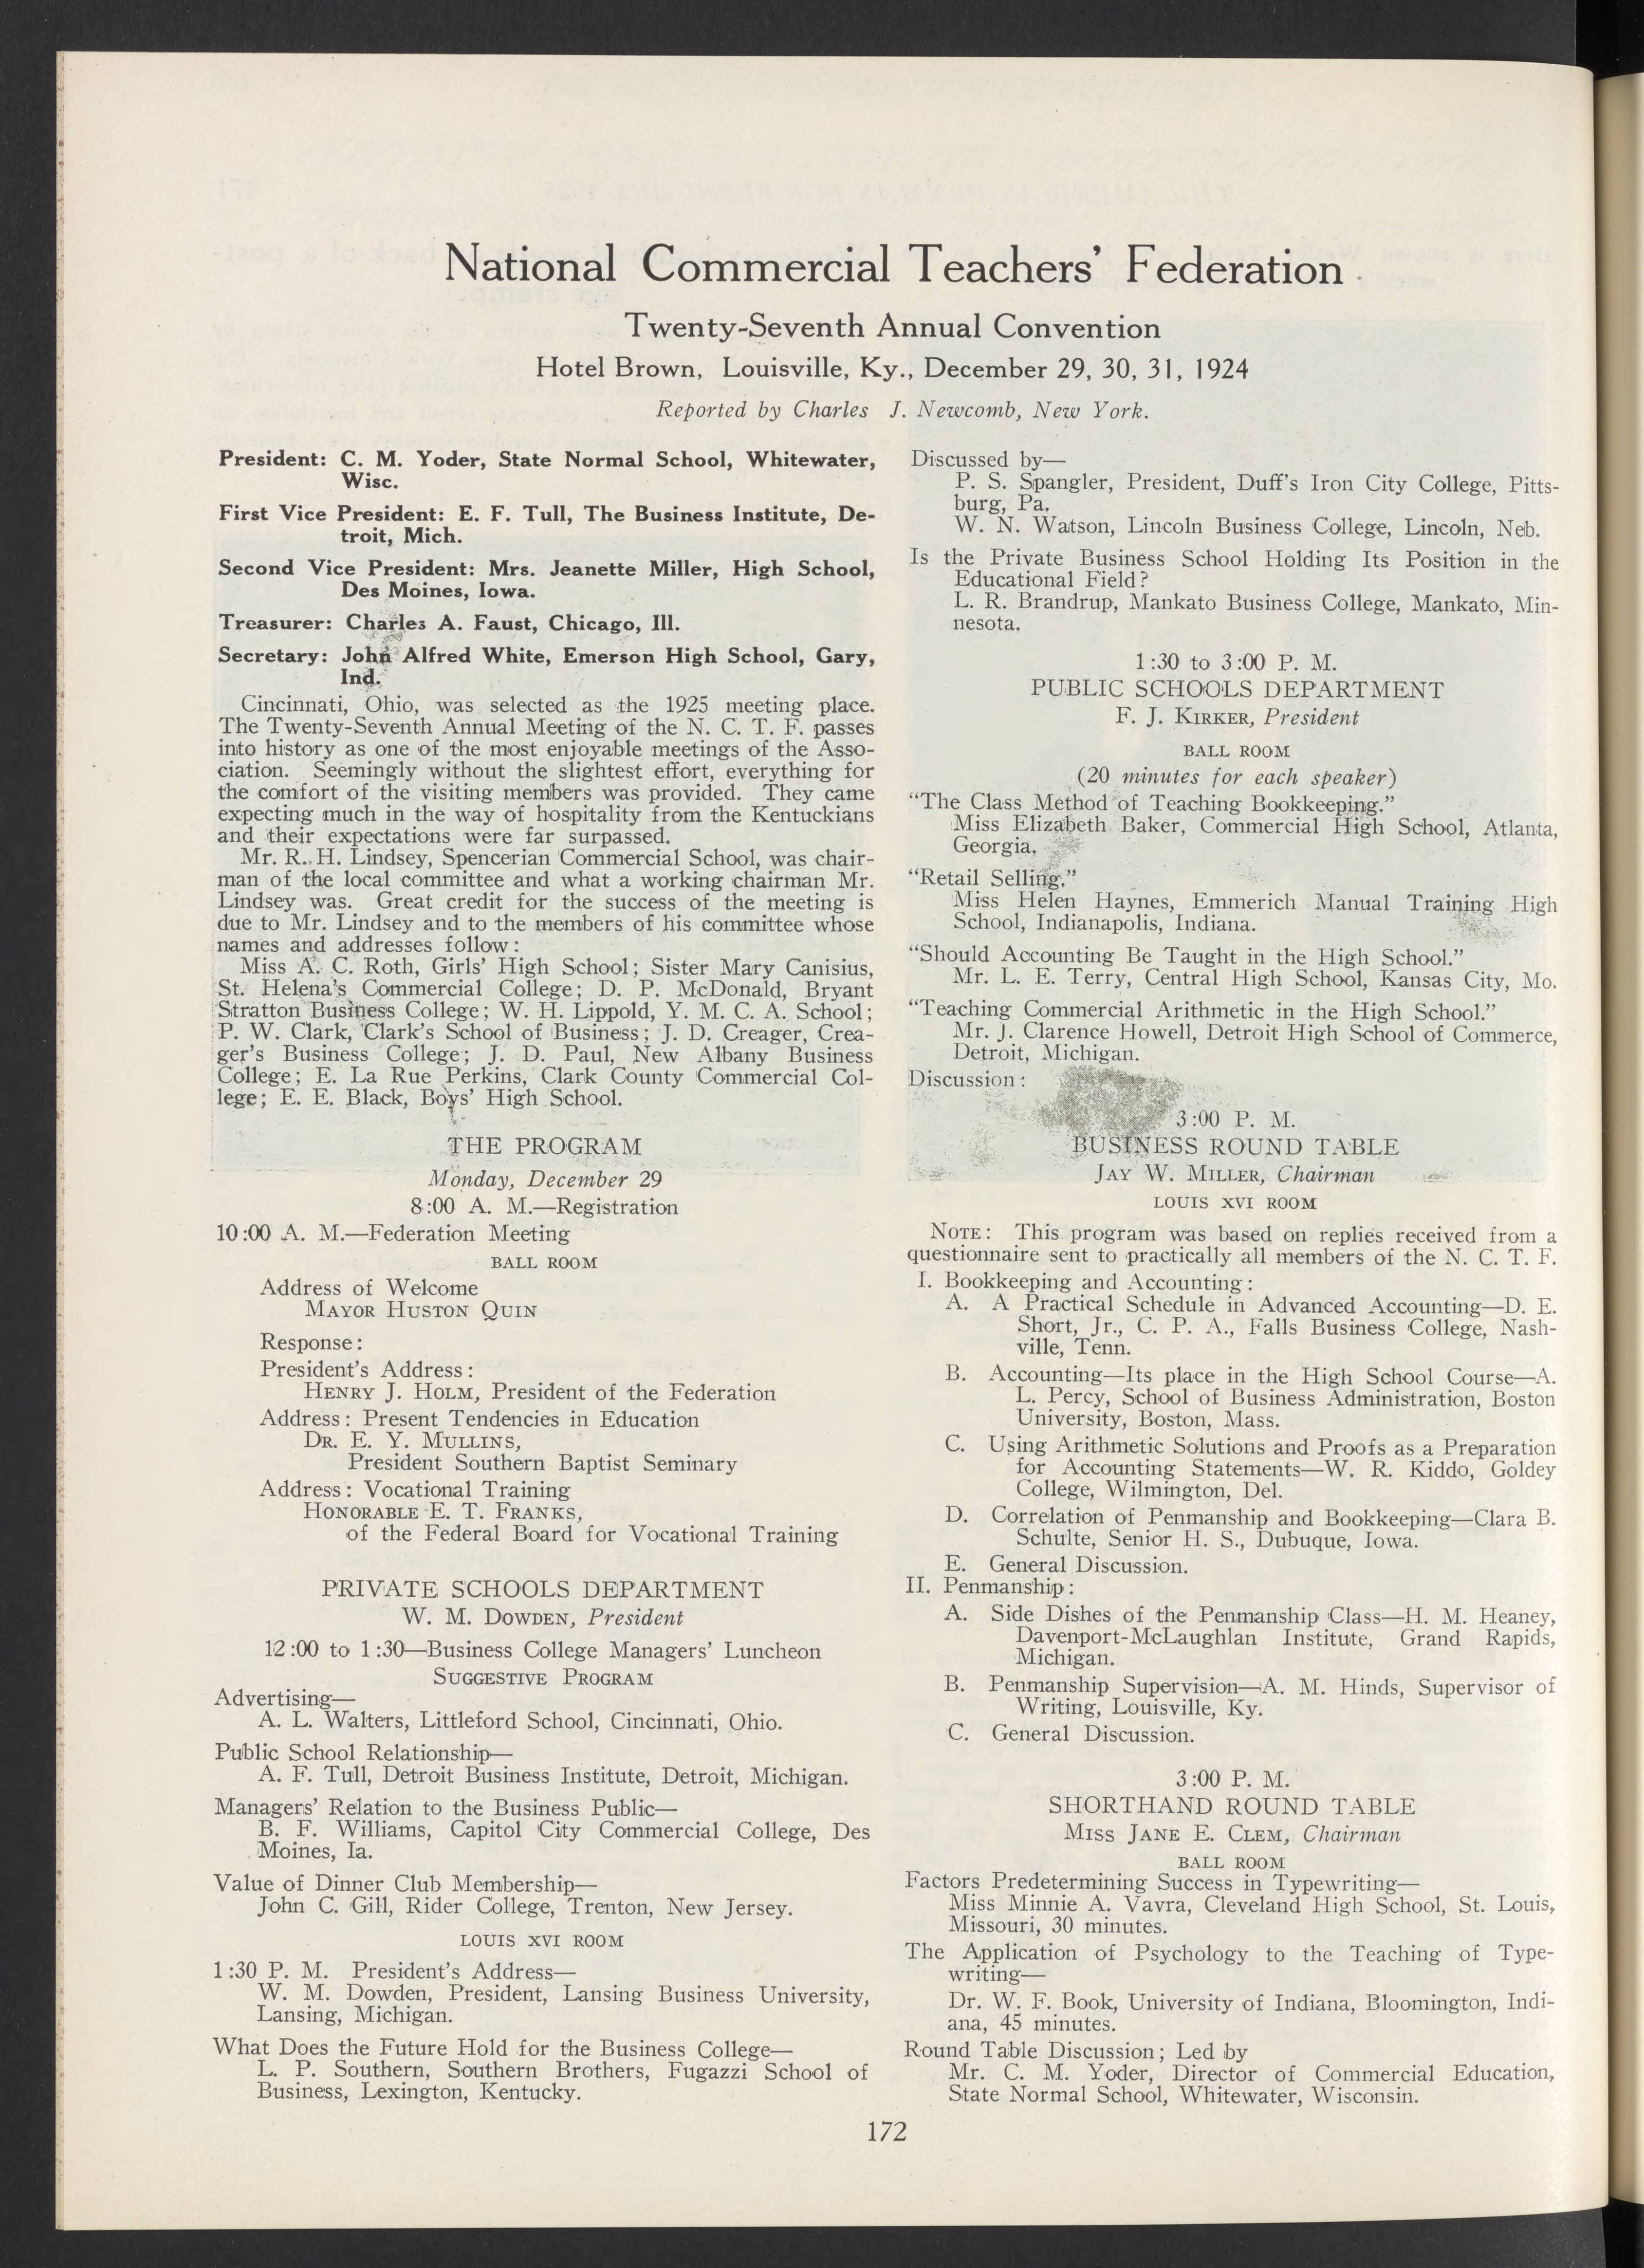 National Commercial Teachers' Federation
Twenty-Seventh Annual Convention
Hotel Brown, Louisville, Ky., December 29, 30, 31, 1924
Reported by Charles J. Newcomb, New York.
President: C. M. Yoder, State Normal School, Whitewater,
Wisc.
First Vice President: E. F. Tull, The Business Institute, De-
troit, Mich.
Second Vice President: Mrs. Jeanette Miller, High School,
Des Moines, Iowa.
Treasurer: Charles A. Faust, Chicago, Ill.
Secretary: John Alfred White, Emerson High School, Gary,
Ind.
Cincinnati, Ohio, was selected as the 1925 meeting place.
The Twenty-Seventh Annual Meeting of the N. C. T. F. passes
into history as one of the most enjoyable meetings of the Asso-
ciation. Seemingly without the slightest effort, everything for
the comfort of the visiting members was provided. They came
expecting much in the way of hospitality from the Kentuckians
and their expectations were far surpassed.
Mr. R. H. Lindsey, Spencerian Commercial School, was chair-
man of the local committee and what a working chairman Mr.
Lindsey was. Great credit for the success of the meeting is
due to Mr. Lindsey and to the members of his committee whose
names and addresses follow:
Miss A. C. Roth, Girls' High School; Sister Mary Canisius,
St. Helena's Commercial College; D. P. McDonald, Bryant
Stratton Business College; W. H. Lippold, Y. M. C. A. School;
P. W. Clark, Clark's School of Business; J. D. Creager, Crea-
ger's Business College; J. D. Paul, New Albany Business
College; E. La Rue Perkins, Clark County Commercial Col-
lege; E. E. Black, Boys' High School.
THE PROGRAM
Monday, December 29
8:00 A. M.—Registration
10:00 A. M.—Federation Meeting
BALL ROOM
Address of Welcome
MAYOR HUSTON QUIN
Response:
President's Address:
HENRY J. HOLM, President of the Federation
Address: Present Tendencies in Education
DR. E. Y. MULLINS,
President Southern Baptist Seminary
Address: Vocational Training
HONORABLE E. T. FRANKS,
of the Federal Board for Vocational Training
PRIVATE SCHOOLS DEPARTMENT
W. M. DOWDEN, President
12:00 to 1:30—Business College Managers' Luncheon
SUGGESTIVE PROGRAM
Advertising—
A. L. Walters, Littleford School, Cincinnati, Ohio.
Public School Relationship—
A. F. Tull, Detroit Business Institute, Detroit, Michigan.
Managers' Relation to the Business Public—
B. F. Williams, Capitol City Commercial College, Des
Moines, Ia.
Value of Dinner Club Membership—
John C. Gill, Rider College, Trenton, New Jersey.
LOUIS XVI ROOM
1:30 P. M. President's Address—
W. M. Dowden, President, Lansing Business University,
Lansing, Michigan.
What Does the Future Hold for the Business College—
L. P. Southern, Southern Brothers, Fugazzi School of
Business, Lexington, Kentucky.
Discussed by—
P. S. Spangler, President, Duff's Iron City College, Pitts-
burg, Pa.
W. N. Watson, Lincoln Business College, Lincoln, Neb.
Is the Private Business School Holding Its Position in the
Educational Field?
L. R. Brandrup, Mankato Business College, Mankato, Min-
nesota.
1:30 to 3:00 P. M.
PUBLIC SCHOOLS DEPARTMENT
F. J. KIRKER, President
BALL ROOM
(20 minutes for each speaker)
"The Class Method of Teaching Bookkeeping."
Miss Elizabeth Baker, Commercial High School, Atlanta,
Georgia.
"Retail Selling."
Miss Helen Haynes, Emmerich Manual Training High
School, Indianapolis, Indiana.
"Should Accounting Be Taught in the High School."
Mr. L. E. Terry, Central High School, Kansas City, Mo.
"Teaching Commercial Arithmetic in the High School."
Mr. J. Clarence Howell, Detroit High School of Commerce,
Detroit, Michigan.
Discussion:
3:00 P. M.
BUSINESS ROUND TABLE
JAY W. MILLER, Chairman
LOUIS XVI ROOM
NOTE: This program was based on replies received from a
questionnaire sent to practically all members of the N. C. T. F.
I. Bookkeeping and Accounting:
A. A Practical Schedule in Advanced Accounting—D. E.
Short, Jr., C. P. A., Falls Business College, Nash-
ville, Tenn.
B. Accounting—Its place in the High School Course—A.
L. Percy, School of Business Administration, Boston
University, Boston, Mass.
C. Using Arithmetic Solutions and Proofs as a Preparation
for Accounting Statements—W. R. Kiddo, Goldey
College, Wilmington, Del.
D. Correlation of Penmanship and Bookkeeping—Clara B.
Schulte, Senior H. S., Dubuque, Iowa.
E. General Discussion.
II. Penmanship:
A. Side Dishes of the Penmanship Class—H. M. Heaney,
Davenport-McLaughlan Institute, Grand Rapids,
Michigan.
B. Penmanship Supervision—A. M. Hinds, Supervisor of
Writing, Louisville, Ky.
C. General Discussion.
3:00 P. M.
SHORTHAND ROUND TABLE
MISS JANE E. CLEM, Chairman
BALL ROOM
Factors Predetermining Success in Typewriting—
Miss Minnie A. Vavra, Cleveland High School, St. Louis,
Missouri, 30 minutes.
The Application of Psychology to the Teaching of Type-
writing—
Dr. W. F. Book, University of Indiana, Bloomington, Indi-
ana, 45 minutes.
Round Table Discussion; Led by
Mr. C. M. Yoder, Director of Commercial Education,
State Normal School, Whitewater, Wisconsin.
172